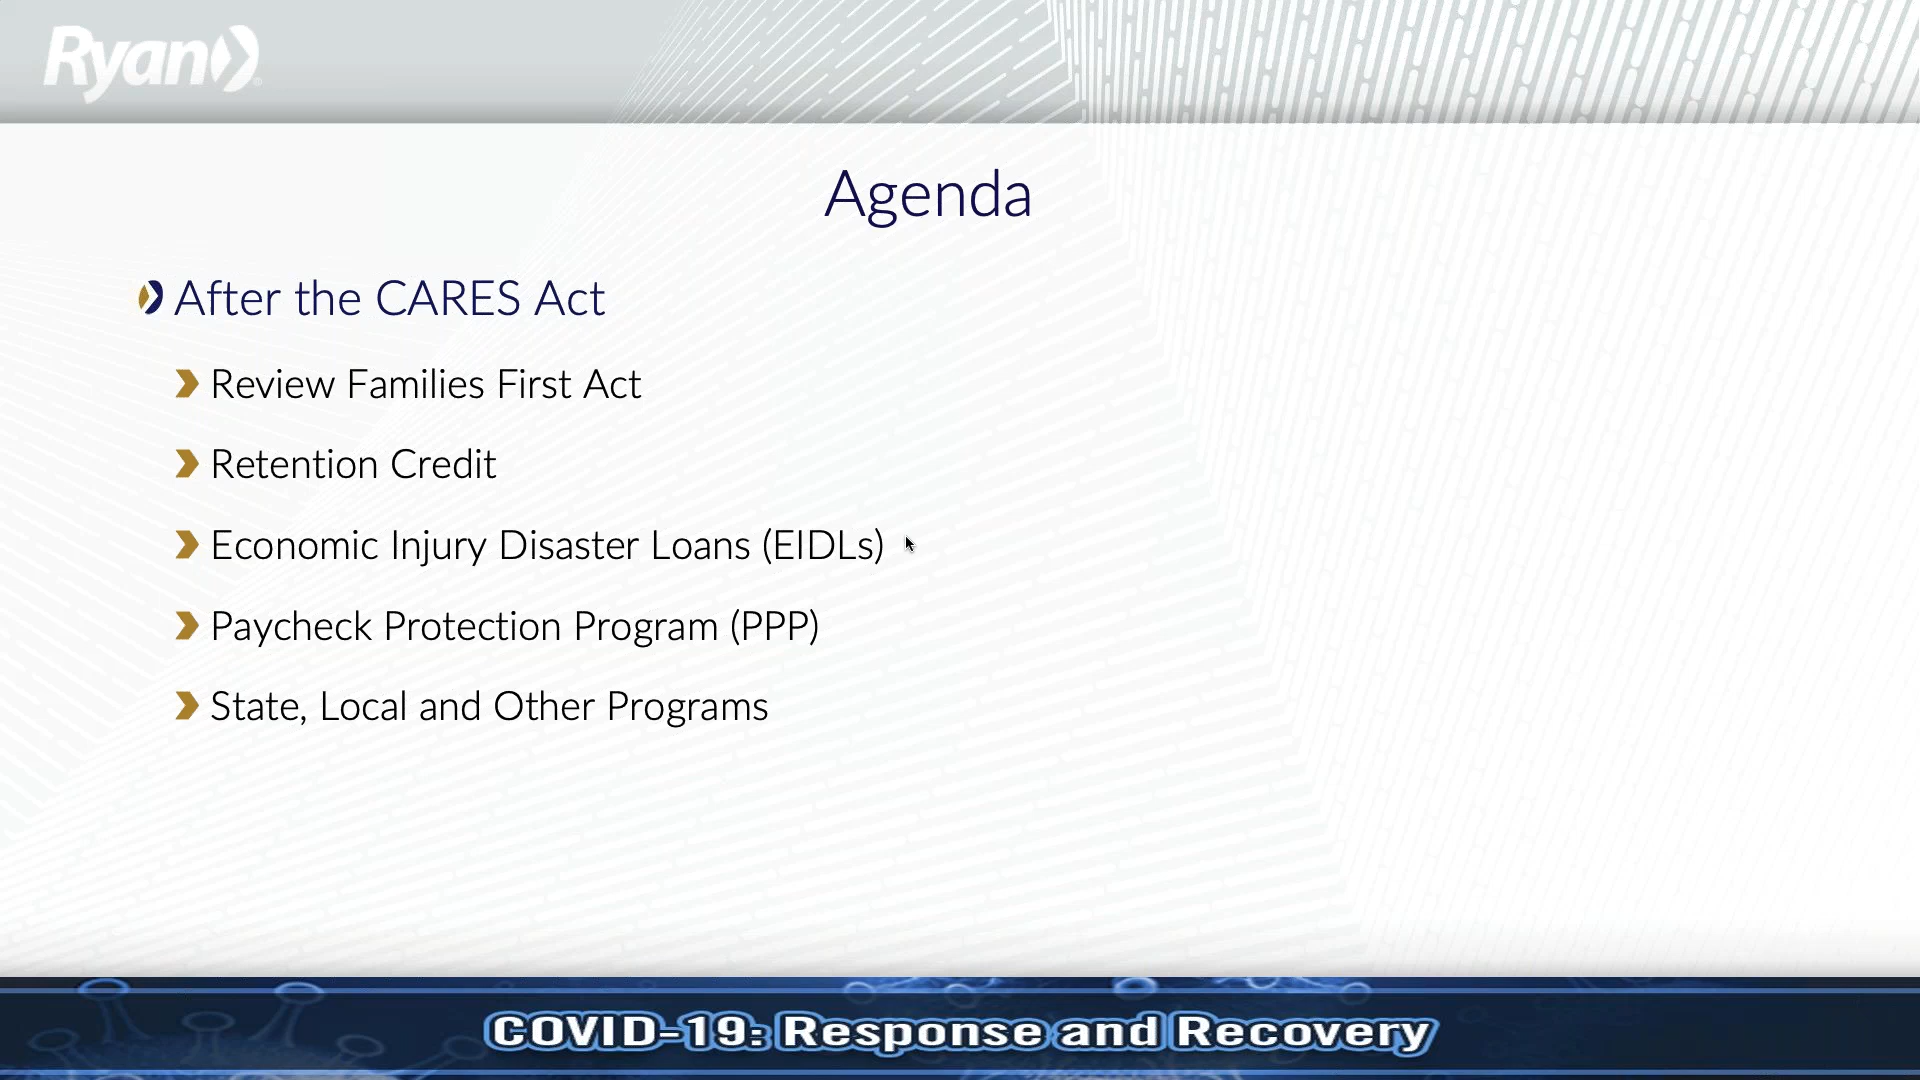 Ryan
Agenda
After the CARES Act
Review Families First Act
Retention Credit
Economic Injury Disaster Loans (EIDLs)
Paycheck Protection Program (PPP)
State, Local and Other Programs
COVID-19: Response and Recovery